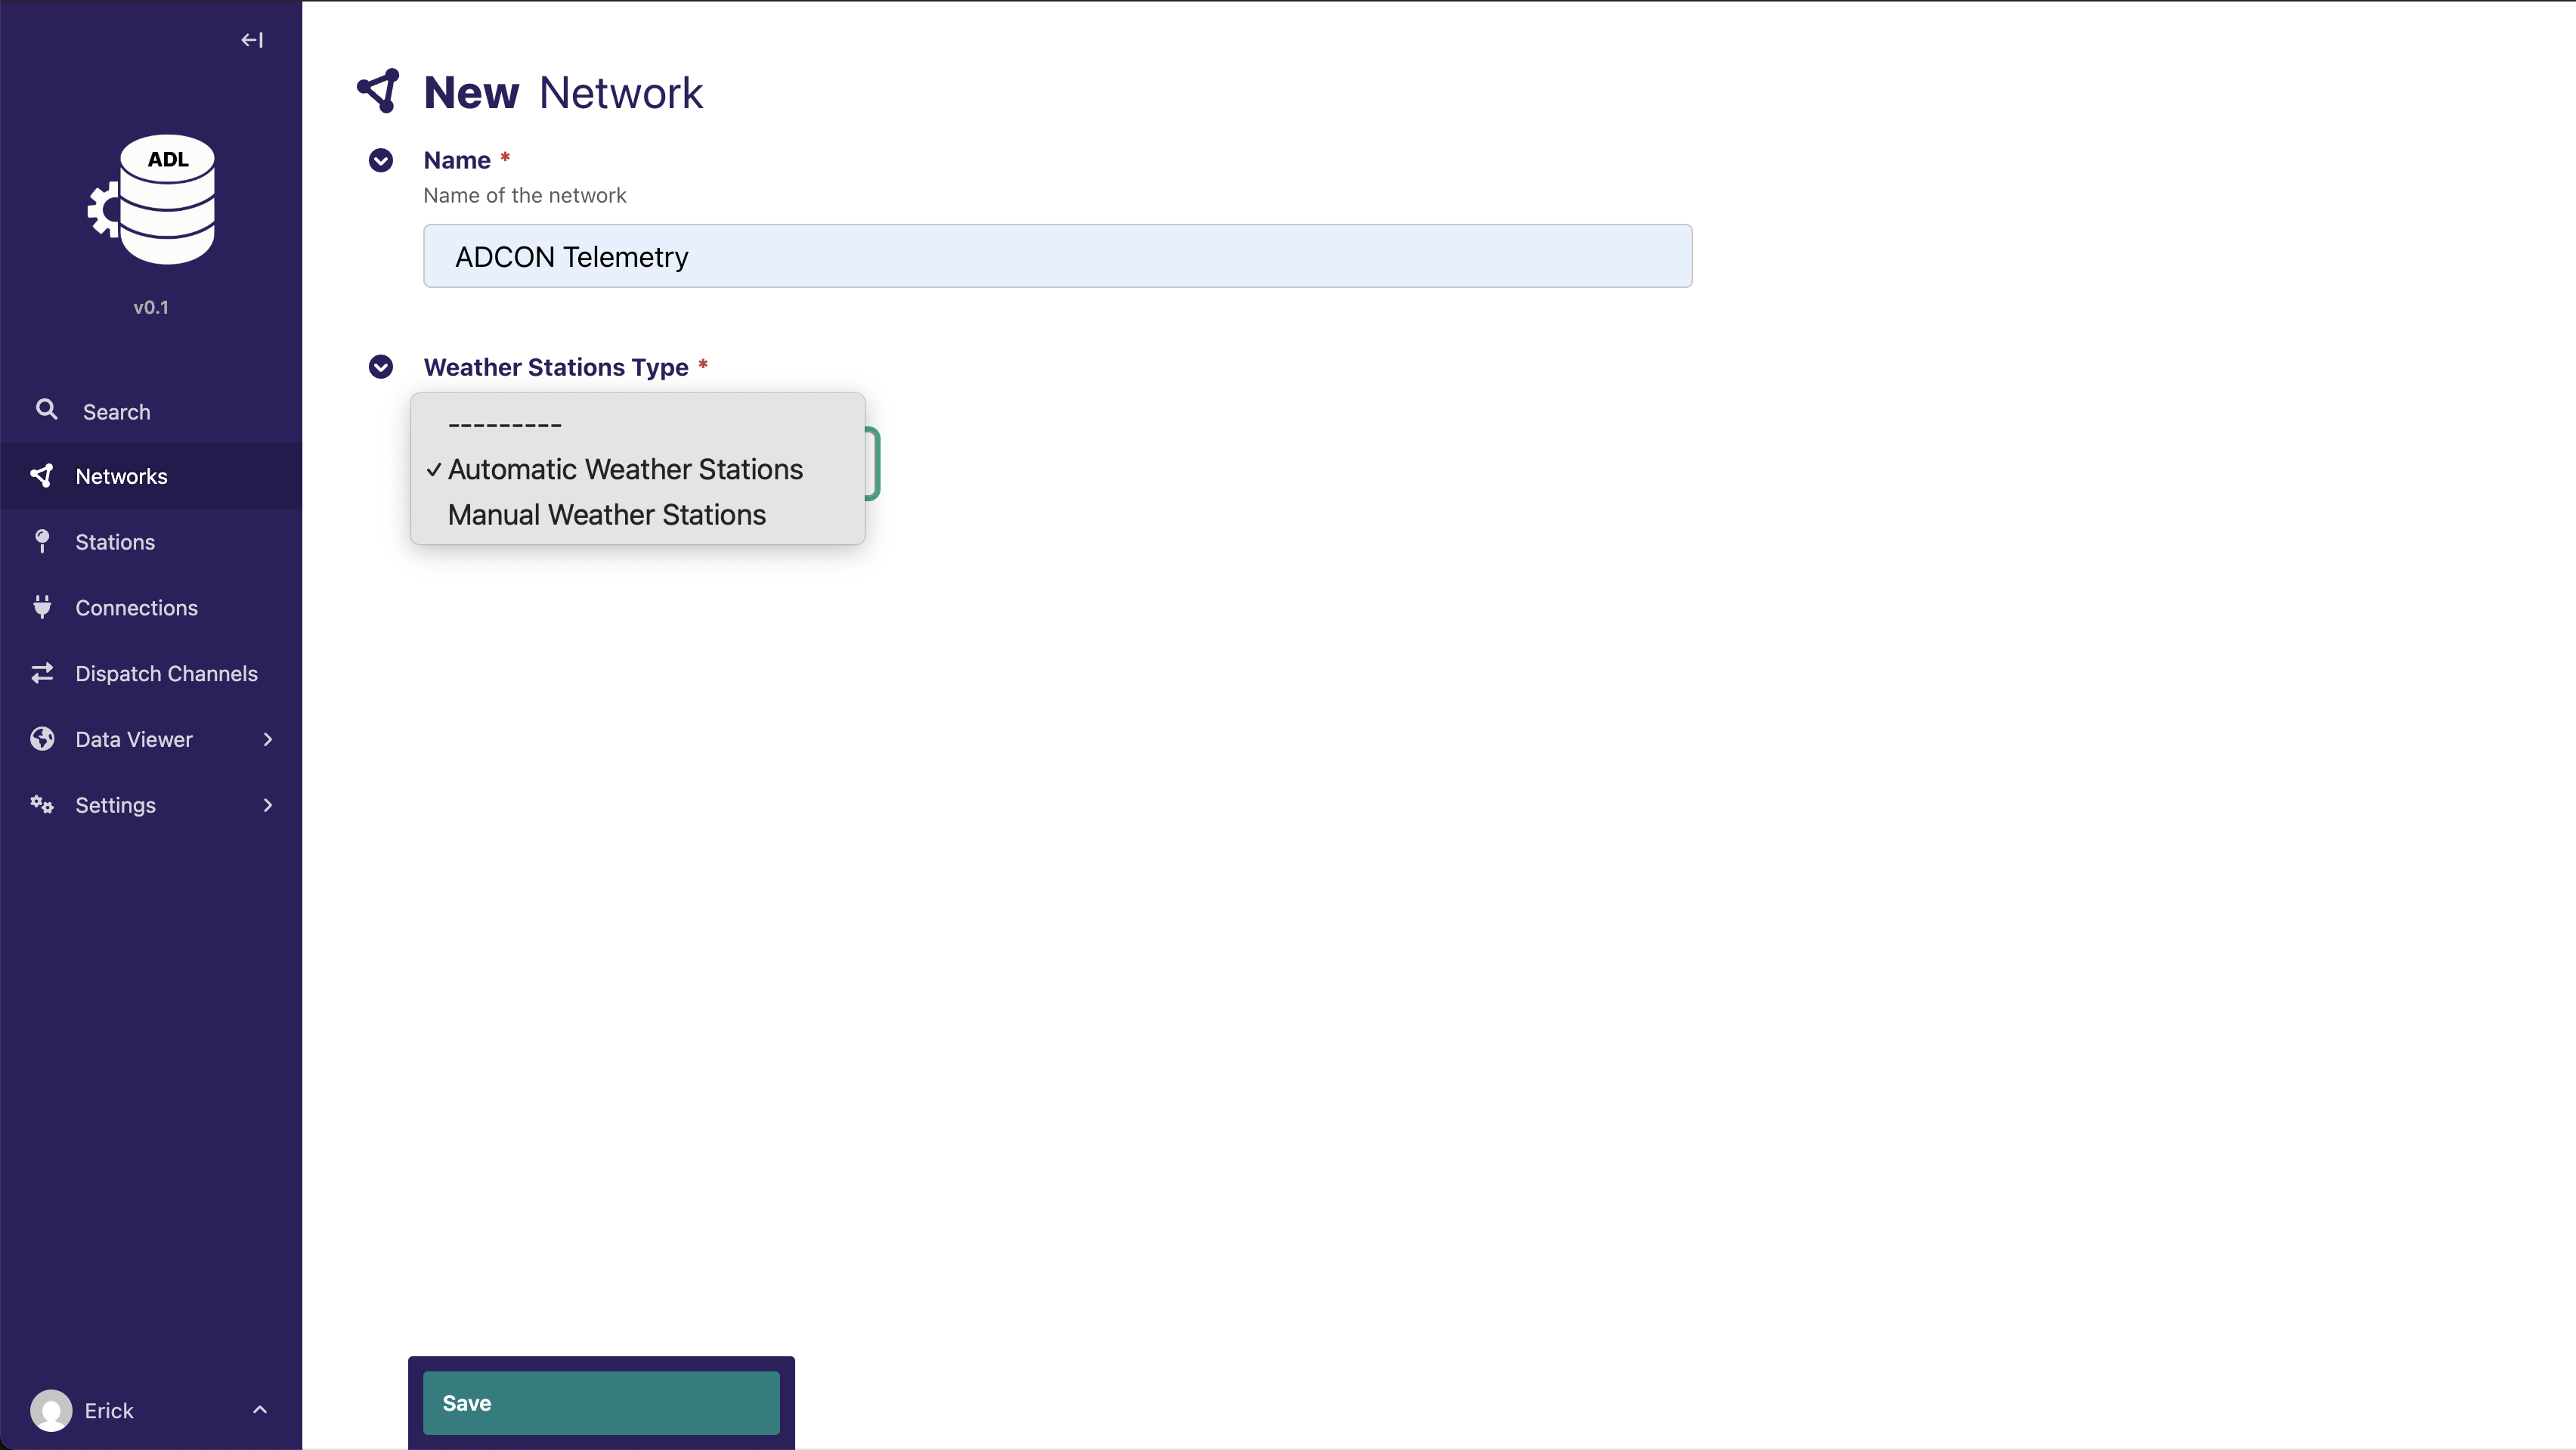 ADL
v0.1
Search
Networks
Stations
Connections
Dispatch Channels
Data Viewer
Settings
Erick
New Network
Name *
Name of the network
ADCON Telemetry
Weather Stations Type *
---------
✓ Automatic Weather Stations
Manual Weather Stations
Save